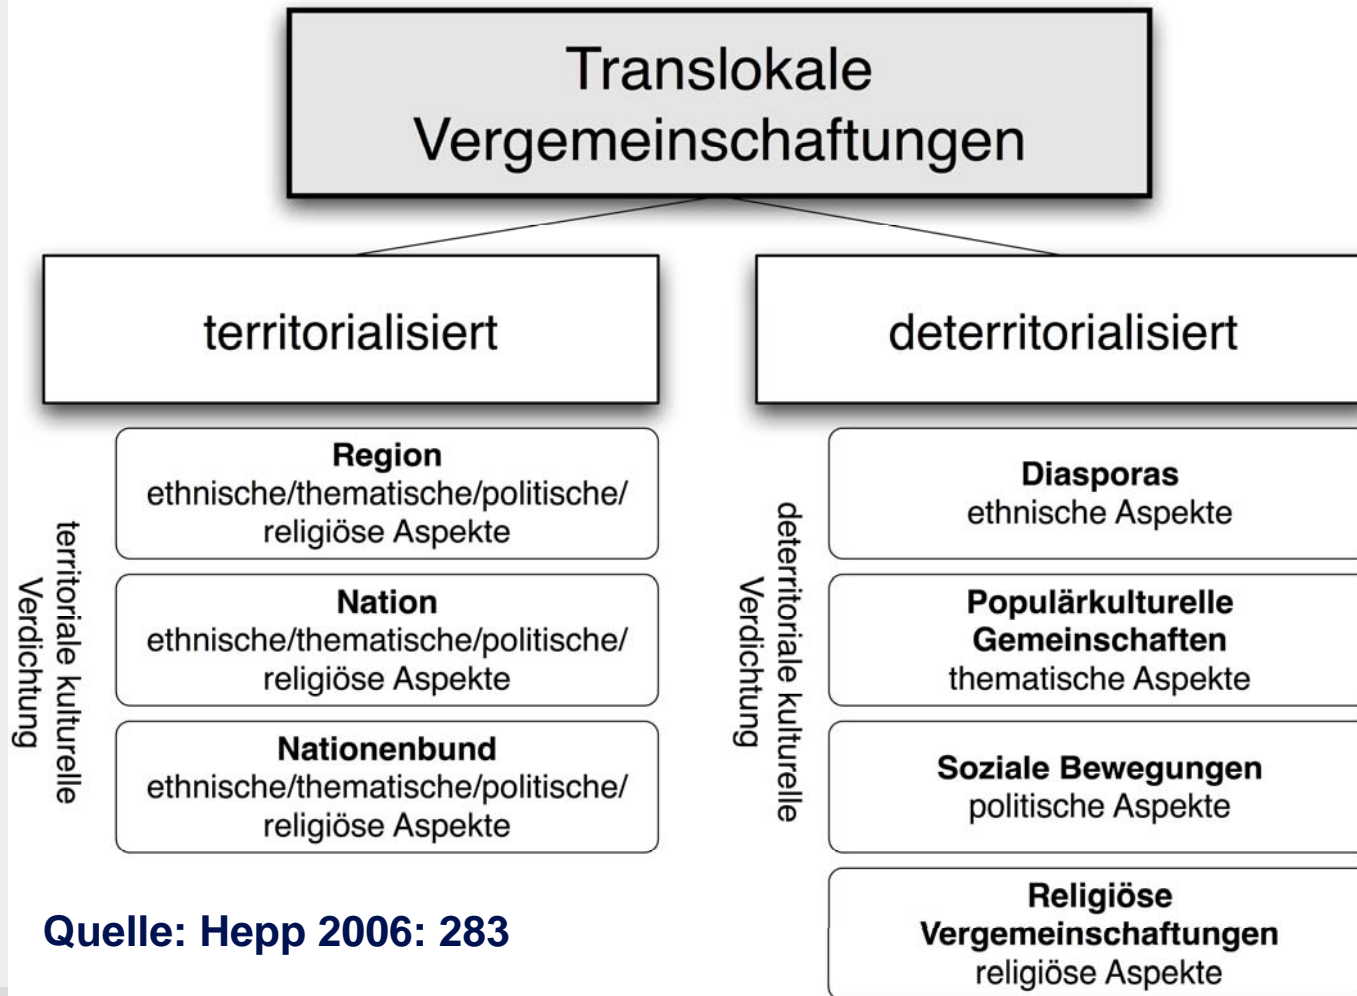 Translokale
Vergemeinschaftungen
territorialisiert
deterritorialisiert
territoriale kulturelle
Verdichtung
Region
ethnische/thematische/politische/
religiöse Aspekte
Nation
ethnische/thematische/politische/
religiöse Aspekte
Nationenbund
ethnische/thematische/politische/
religiöse Aspekte
deterritoriale kulturelle
Verdichtung
Diasporas
ethnische Aspekte
Populärkulturelle
Gemeinschaften
thematische Aspekte
Soziale Bewegungen
politische Aspekte
Religiöse
Vergemeinschaftungen
religiöse Aspekte
Quelle: Hepp 2006: 283